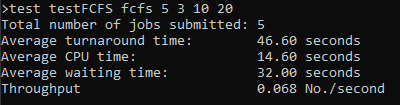 >test testFCFS fcfs 5 3 10 20
Total number of jobs submitted: 5
Average turnaround time: 46.60 seconds
Average CPU time: 14.60 seconds
Average waiting time: 32.00 seconds
Throughput 0.068 No./second